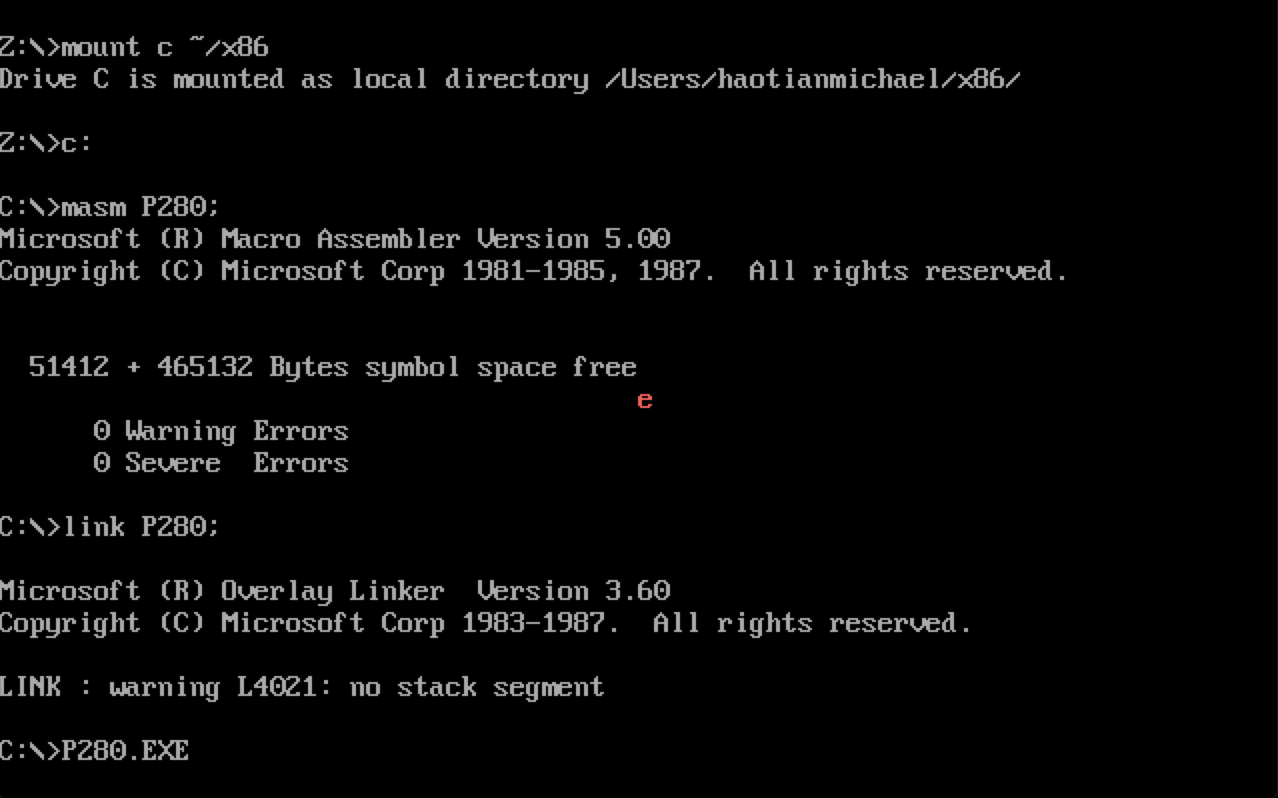 Z:\>mount c ~/x86
Drive C is mounted as local directory /Users/haotianmichael/x86/
Z:\>c:
C:\>masm P280;
Microsoft (R) Macro Assembler Version 5.00
Copyright (C) Microsoft Corp 1981-1985, 1987.  All rights reserved.
  51412 + 465132 Bytes symbol space free
e
      0 Warning Errors
      0 Severe  Errors
C:\>link P280;
Microsoft (R) Overlay Linker  Version 3.60
Copyright (C) Microsoft Corp 1983-1987.  All rights reserved.
LINK : warning L4021: no stack segment
C:\>P280.EXE